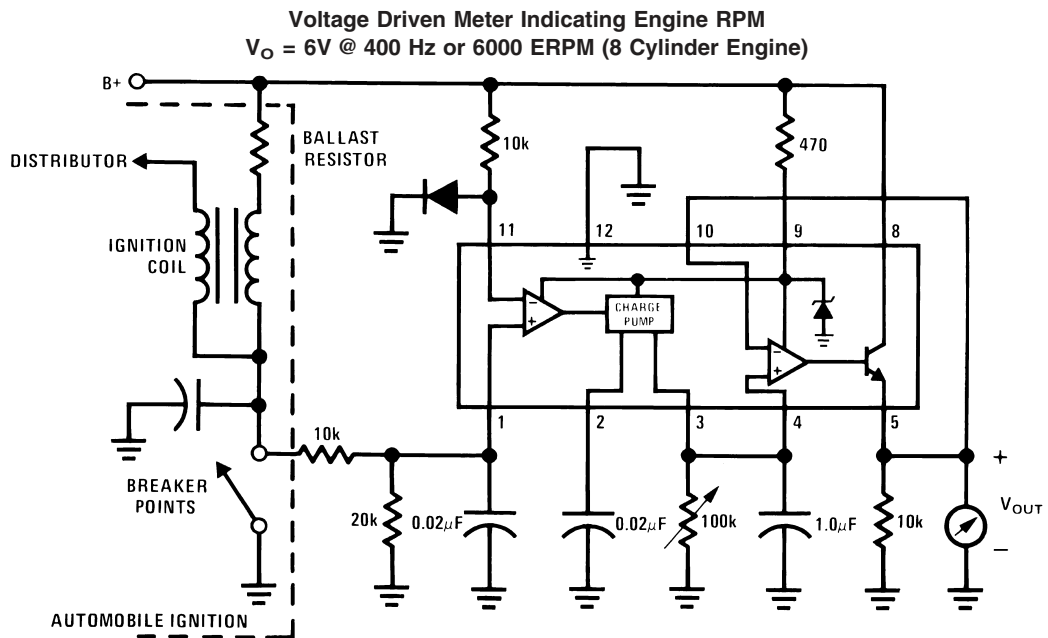 Voltage Driven Meter Indicating Engine RPM
V_O = 6V @ 400 Hz or 6000 ERPM (8 Cylinder Engine)
B+
BALLAST
RESISTOR
DISTRIBUTOR
IGNITION
COIL
10k
470
11
12
10
9
8
−
+
CHARGE
PUMP
−
+
1
2
3
4
5
10k
BREAKER
POINTS
20k
0.02μF
0.02μF
100k
1.0μF
10k
+
V_OUT
−
AUTOMOBILE IGNITION